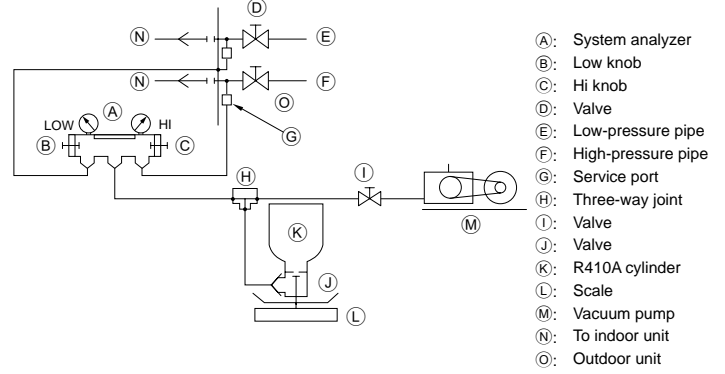 Ⓓ
Ⓝ Ⓔ
Ⓝ Ⓕ
Ⓞ
Ⓐ
LOW HI
Ⓑ Ⓒ
Ⓖ
Ⓗ Ⓘ
Ⓚ
Ⓜ
Ⓙ
Ⓛ
Ⓐ: System analyzer
Ⓑ: Low knob
Ⓒ: Hi knob
Ⓓ: Valve
Ⓔ: Low-pressure pipe
Ⓕ: High-pressure pipe
Ⓖ: Service port
Ⓗ: Three-way joint
Ⓘ: Valve
Ⓙ: Valve
Ⓚ: R410A cylinder
Ⓛ: Scale
Ⓜ: Vacuum pump
Ⓝ: To indoor unit
Ⓞ: Outdoor unit